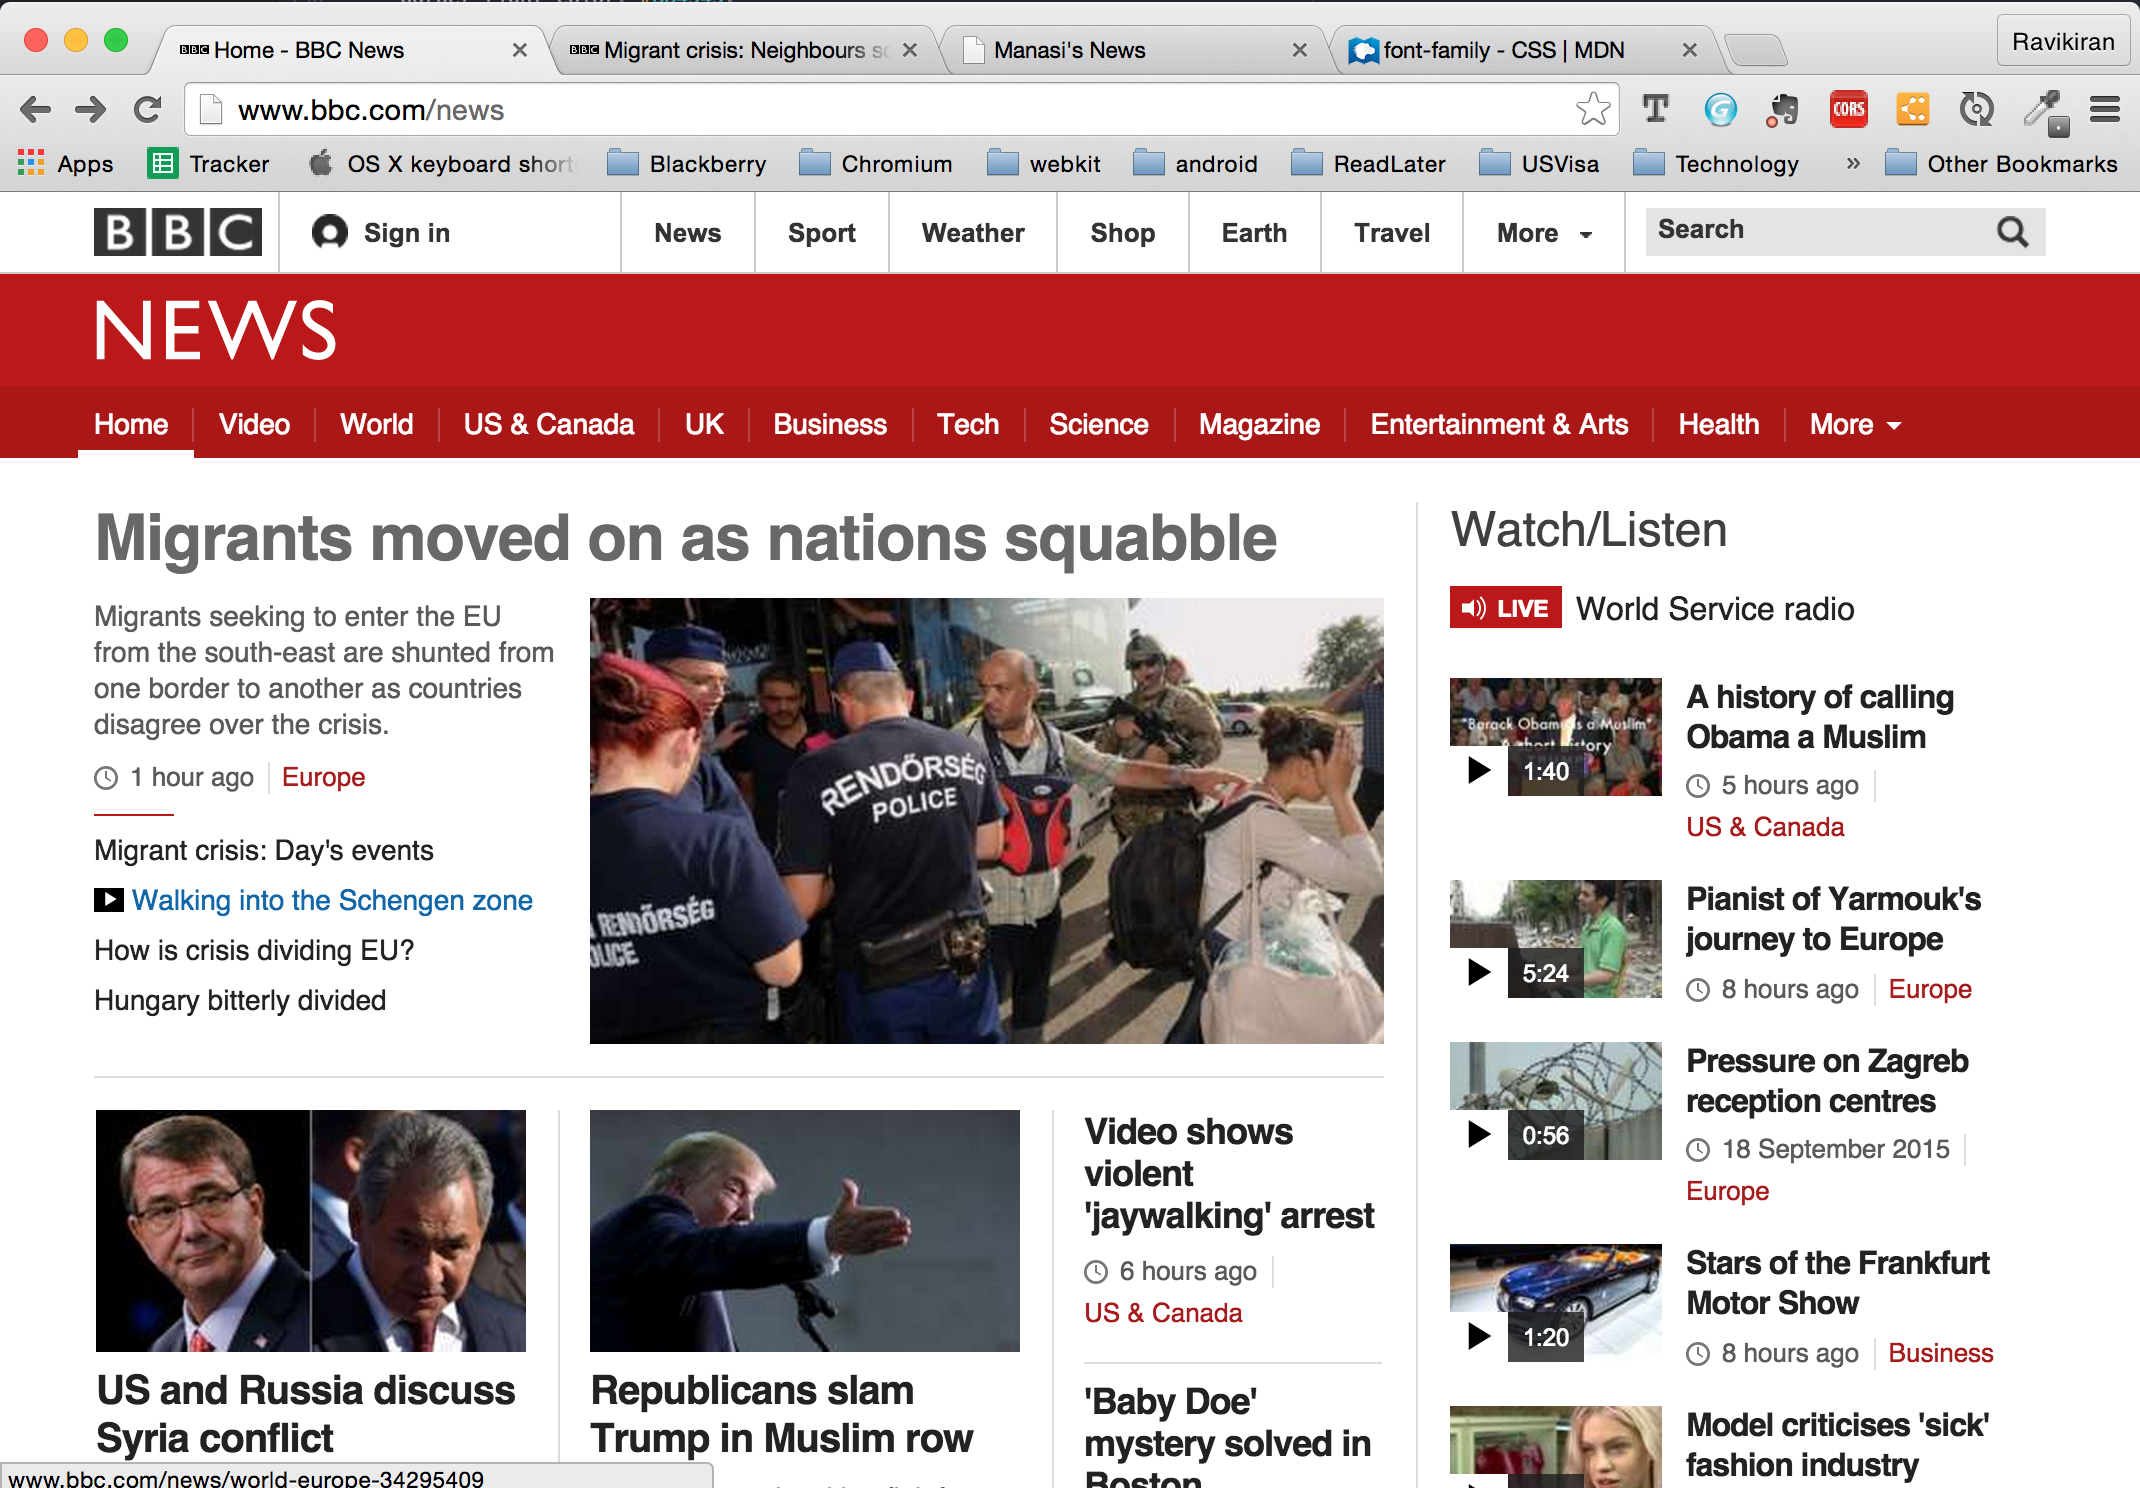 Home - BBC News
Migrant crisis: Neighbours
Manasi's News
font-family - CSS | MDN
Ravikiran
www.bbc.com/news
CORS
Apps
Tracker
OS X keyboard short
Blackberry
Chromium
webkit
android
ReadLater
USVisa
Technology
»
Other Bookmarks
BBC
Sign in
News
Sport
Weather
Shop
Earth
Travel
More
Search
NEWS
Home
Video
World
US & Canada
UK
Business
Tech
Science
Magazine
Entertainment & Arts
Health
More
Migrants moved on as nations squabble
Migrants seeking to enter the EU
from the south-east are shunted from
one border to another as countries
disagree over the crisis.
1 hour ago
Europe
Migrant crisis: Day's events
Walking into the Schengen zone
How is crisis dividing EU?
Hungary bitterly divided
RENDŐRSÉG
POLICE
RENDŐRSÉG
US and Russia discuss
Syria conflict
Republicans slam
Trump in Muslim row
Video shows
violent
'jaywalking' arrest
6 hours ago
US & Canada
'Baby Doe'
mystery solved in
Boston
Watch/Listen
LIVE World Service radio
"Barack Obama is a Muslim"
A short history
1:40
A history of calling
Obama a Muslim
5 hours ago
US & Canada
5:24
Pianist of Yarmouk's
journey to Europe
8 hours ago
Europe
0:56
Pressure on Zagreb
reception centres
18 September 2015
Europe
1:20
Stars of the Frankfurt
Motor Show
8 hours ago
Business
Model criticises 'sick'
fashion industry
www.bbc.com/news/world-europe-34295409